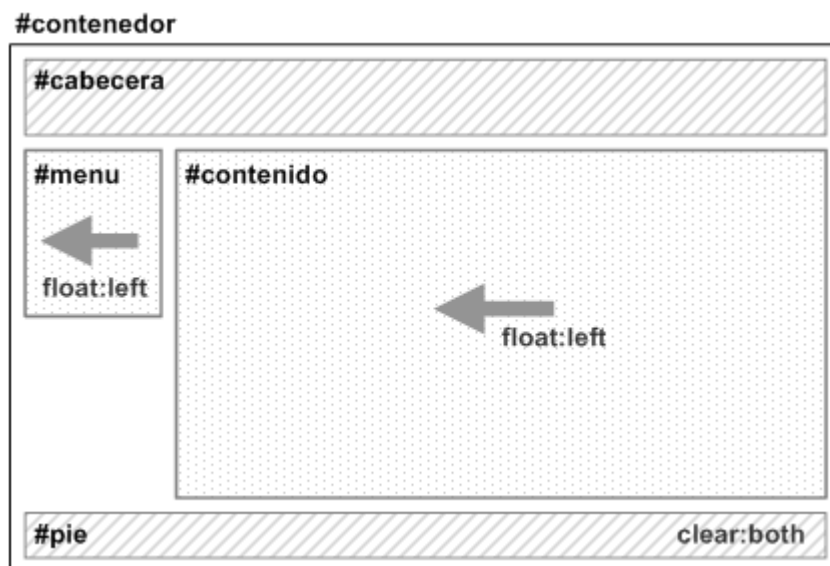 #contenedor
#cabecera
#menu
float:left
#contenido
float:left
#pie
clear:both